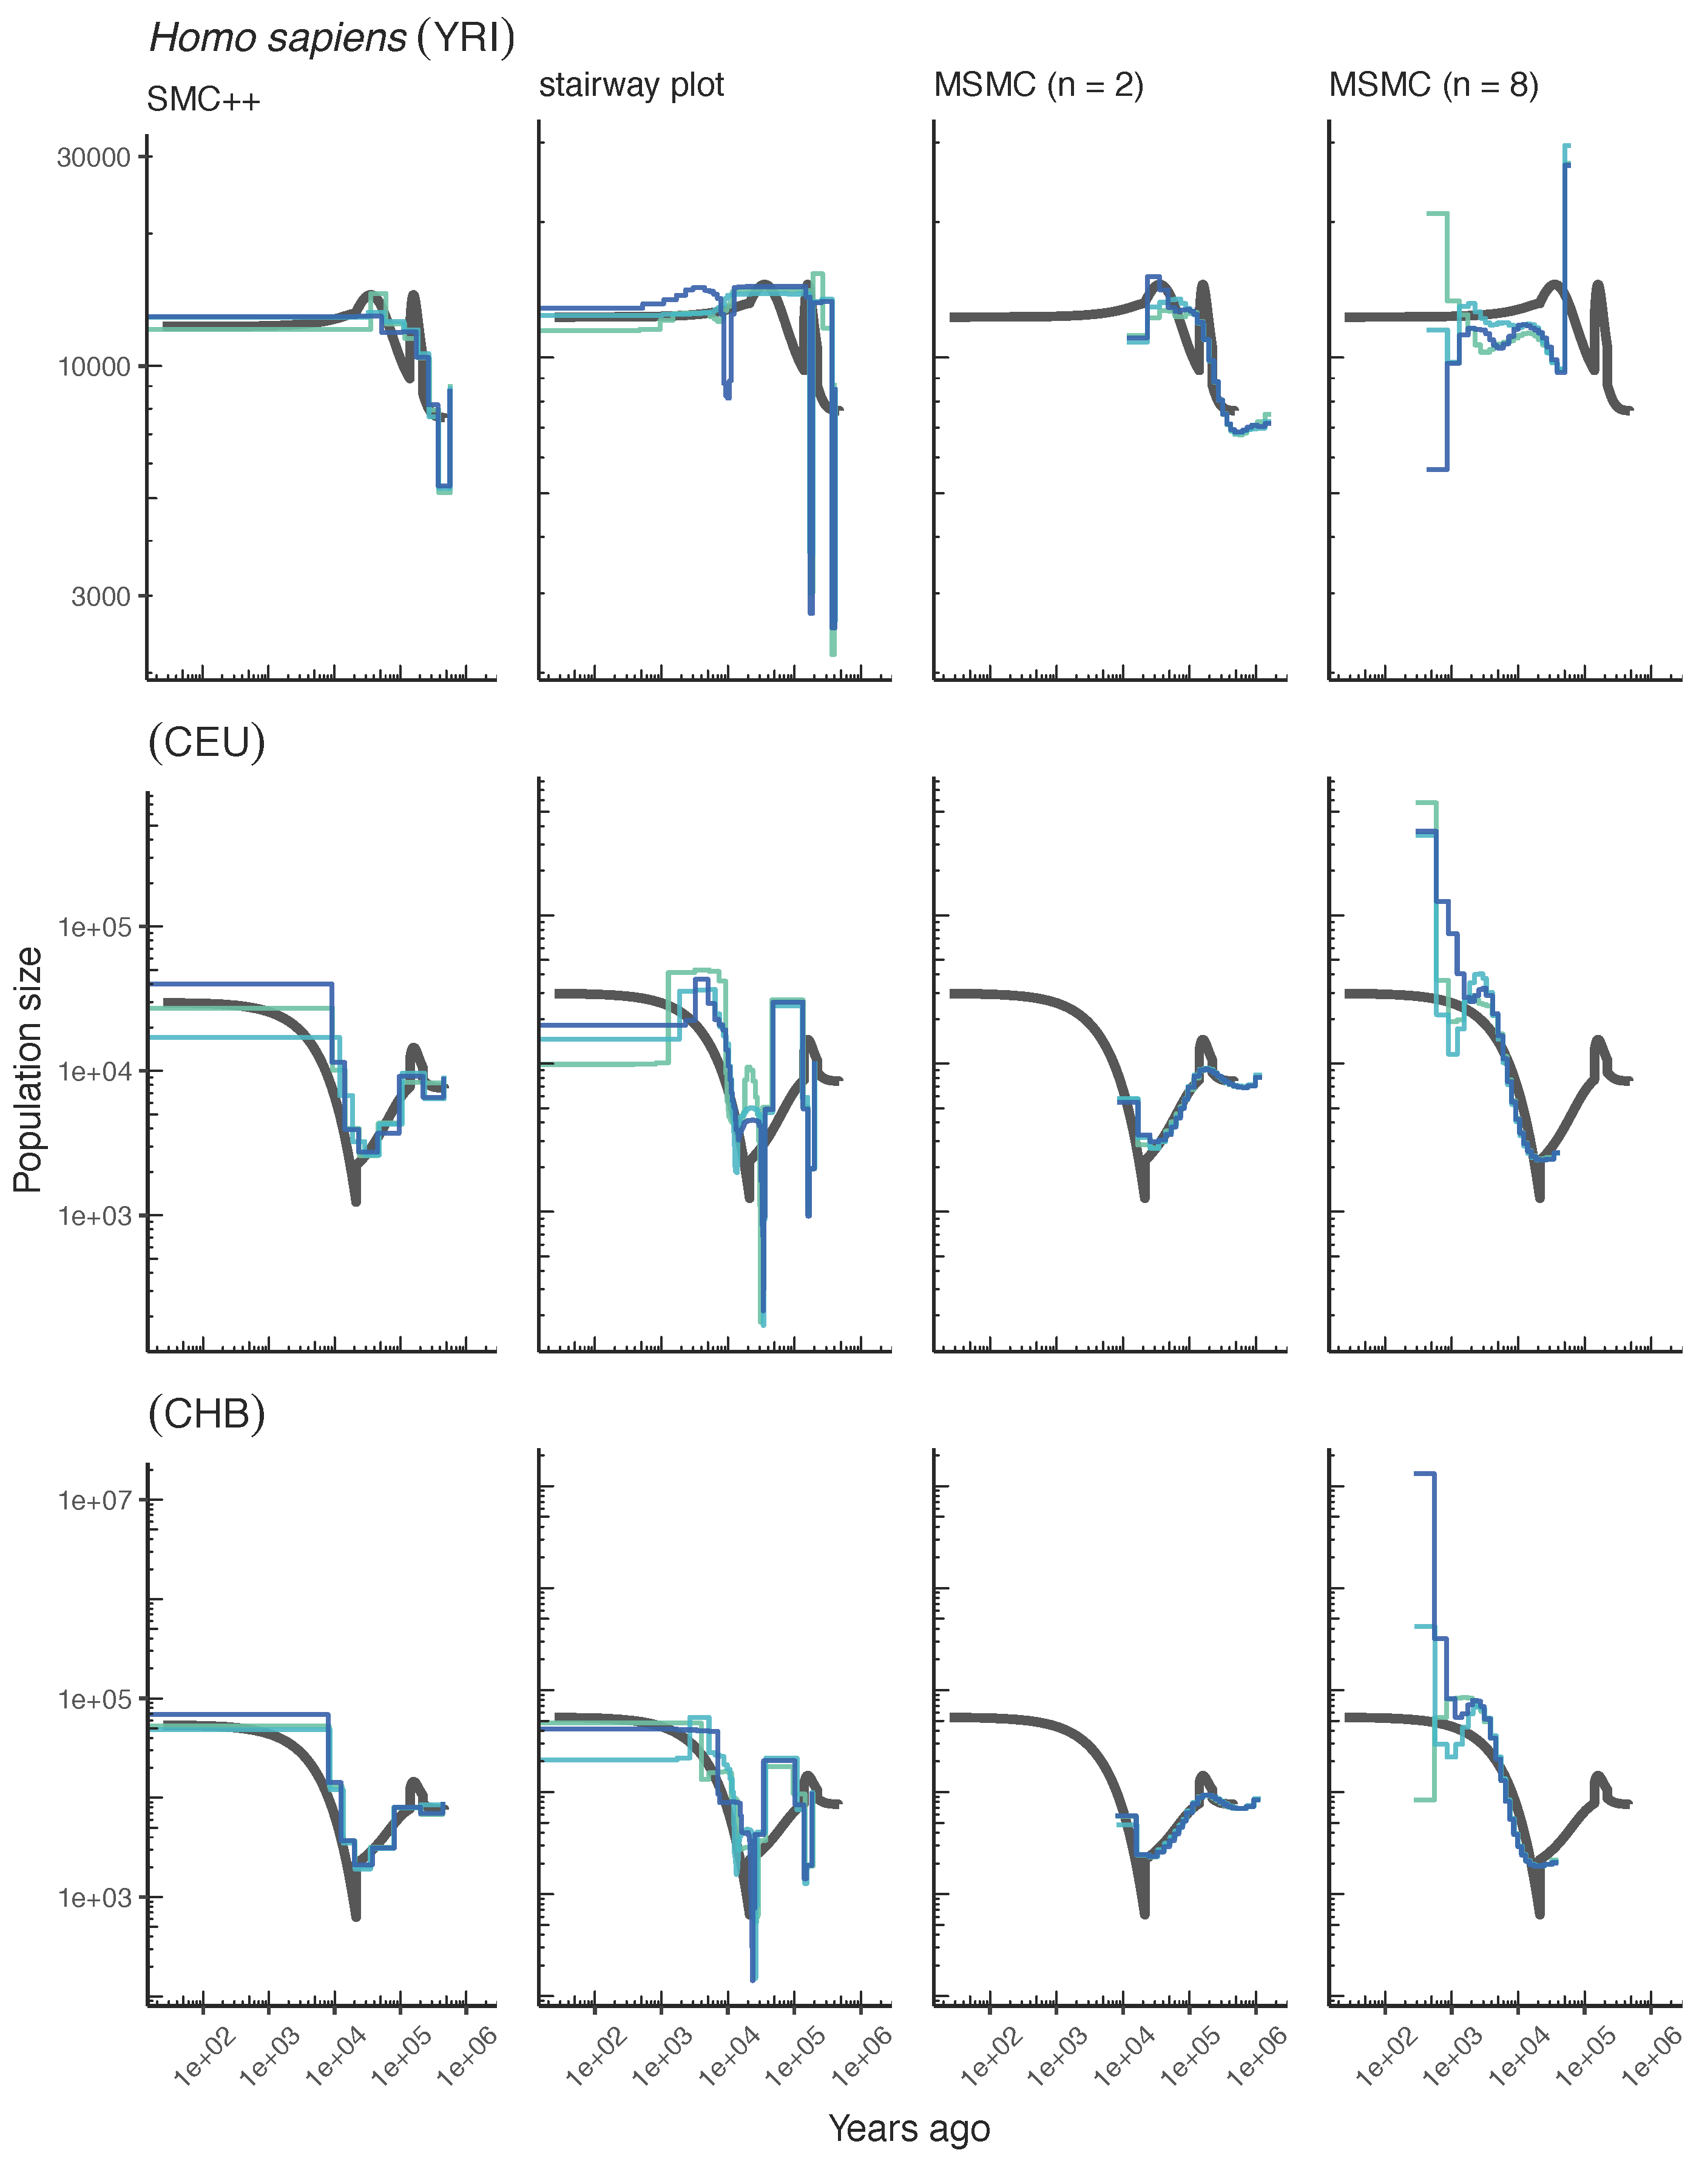 Homo sapiens (YRI)
SMC++
stairway plot
MSMC (n = 2)
MSMC (n = 8)
30000
10000
3000
(CEU)
1e+05
1e+04
1e+03
Population size
(CHB)
1e+07
1e+05
1e+03
1e+02 1e+03 1e+04 1e+05 1e+06
1e+02 1e+03 1e+04 1e+05 1e+06
1e+02 1e+03 1e+04 1e+05 1e+06
1e+02 1e+03 1e+04 1e+05 1e+06
Years ago